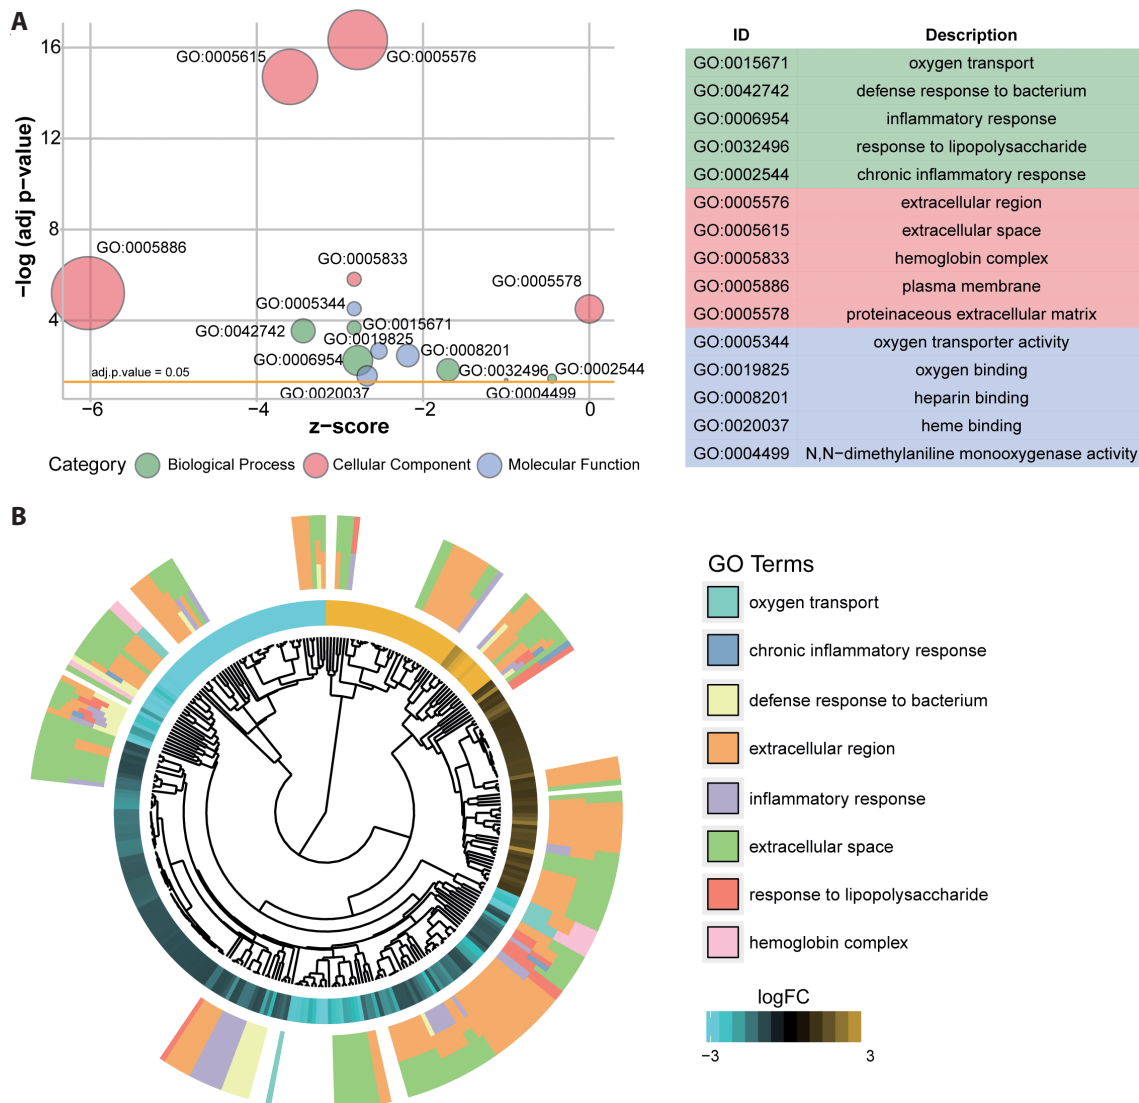 A
16
12
8
4
−log (adj p−value)
GO:0005615
GO:0005576
GO:0005886
GO:0005833
GO:0005578
GO:0005344
GO:0042742
GO:0015671
GO:0019825
GO:0006954
GO:0008201
GO:0032496
GO:0002544
adj.p.value = 0.05
GO:0020037
GO:0004499
−6
−4
−2
0
z−score
Category
Biological Process
Cellular Component
Molecular Function
ID Description
GO:0015671 oxygen transport
GO:0042742 defense response to bacterium
GO:0006954 inflammatory response
GO:0032496 response to lipopolysaccharide
GO:0002544 chronic inflammatory response
GO:0005576 extracellular region
GO:0005615 extracellular space
GO:0005833 hemoglobin complex
GO:0005886 plasma membrane
GO:0005578 proteinaceous extracellular matrix
GO:0005344 oxygen transporter activity
GO:0019825 oxygen binding
GO:0008201 heparin binding
GO:0020037 heme binding
GO:0004499 N,N−dimethylaniline monooxygenase activity
B
GO Terms
oxygen transport
chronic inflammatory response
defense response to bacterium
extracellular region
inflammatory response
extracellular space
response to lipopolysaccharide
hemoglobin complex
logFC
−3 3